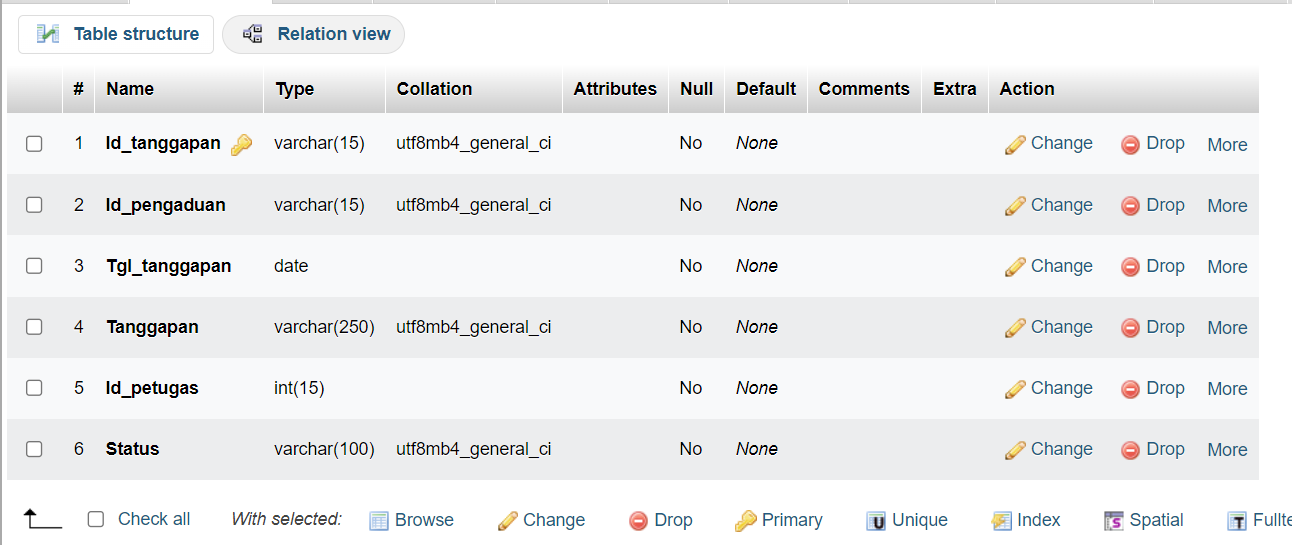 Table structure Relation view
# Name Type Collation Attributes Null Default Comments Extra Action
1 Id_tanggapan varchar(15) utf8mb4_general_ci No None Change Drop More
2 Id_pengaduan varchar(15) utf8mb4_general_ci No None Change Drop More
3 Tgl_tanggapan date No None Change Drop More
4 Tanggapan varchar(250) utf8mb4_general_ci No None Change Drop More
5 Id_petugas int(15) No None Change Drop More
6 Status varchar(100) utf8mb4_general_ci No None Change Drop More
Check all With selected: Browse Change Drop Primary Unique Index Spatial Fullte